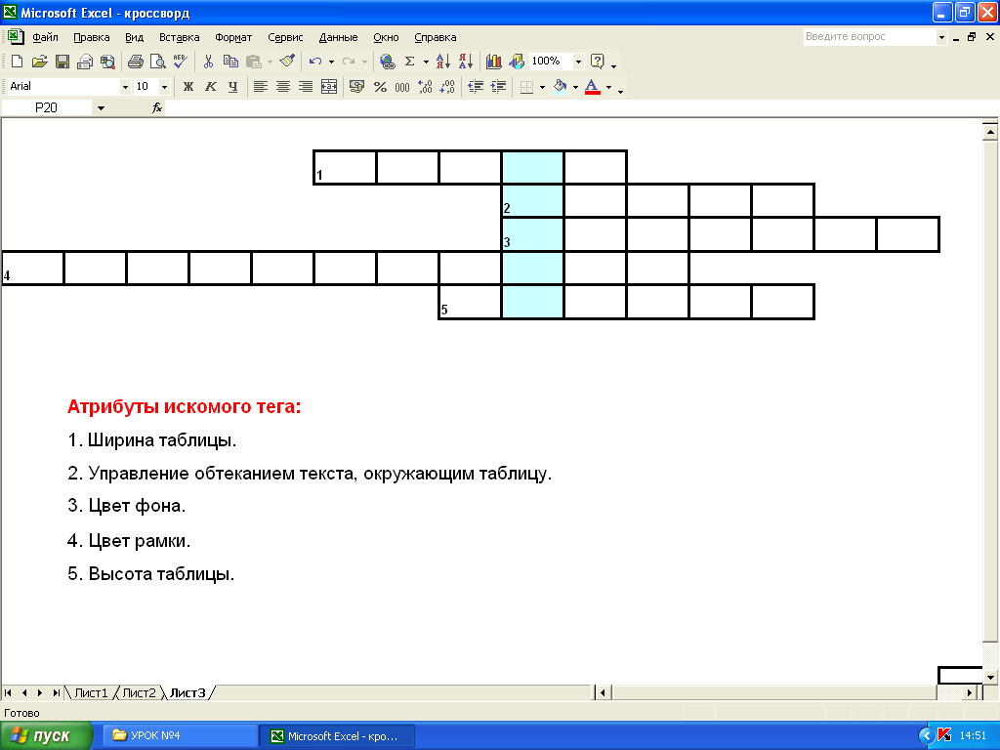 Microsoft Excel - кроссворд
Файл Правка Вид Вставка Формат Сервис Данные Окно Справка Введите вопрос
100%
Arial 10 Ж К Ч % 000
P20 fx
1
2
3
4
5
Атрибуты искомого тега:
1. Ширина таблицы.
2. Управление обтеканием текста, окружающим таблицу.
3. Цвет фона.
4. Цвет рамки.
5. Высота таблицы.
Лист1 Лист2 Лист3
Готово
пуск УРОК №4 Microsoft Excel - кро... 14:51